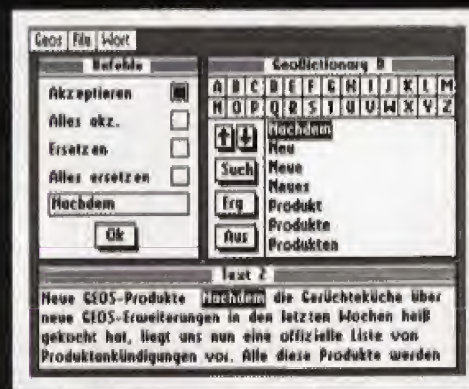 Geos File Wort
Befehle
Akzeptieren
Alles akz.
Ersetzen
Alles ersetzen
Nachdem
Ok
GeoDictionary D
A B C D E F G H I J K L M
N O P Q R S T U V W X Y Z
Such
Erg
Aus
Nachdem
Neu
Neue
Neues
Produkt
Produkte
Produkten
Text 2
Neue GEOS-Produkte Nachdem die Gerüchteküche über
neue GEOS-Erweiterungen in den letzten Wochen heiß
gekocht hat, liegt uns nun eine offizielle Liste von
Produktankündigungen vor. Alle diese Produkte werden